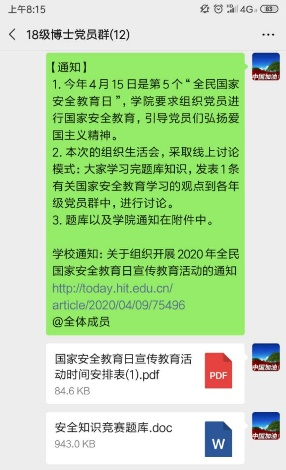 上午8:15
4G
63
18级博士党员群(12)
【通知】
1. 今年4月15日是第5个“全民国家
安全教育日”，学院要求组织党员进
行国家安全教育，引导党员们弘扬爱
国主义精神。
2. 本次的组织生活会，采取线上讨论
模式：大家学习完题库知识，发表1条
有关国家安全教育学习的观点到各年
级党员群中，进行讨论。
3. 题库以及学院通知在附件中。
学校通知: 关于组织开展2020年全民
国家安全教育日宣传教育活动的通知
http://today.hit.edu.cn/
article/2020/04/09/75496
@全体成员
中国加油
国家安全教育日宣传教育活
动时间安排表(1).pdf
84.6 KB
PDF
中国加油
安全知识竞赛题库.doc
943.0 KB
W
中国加油